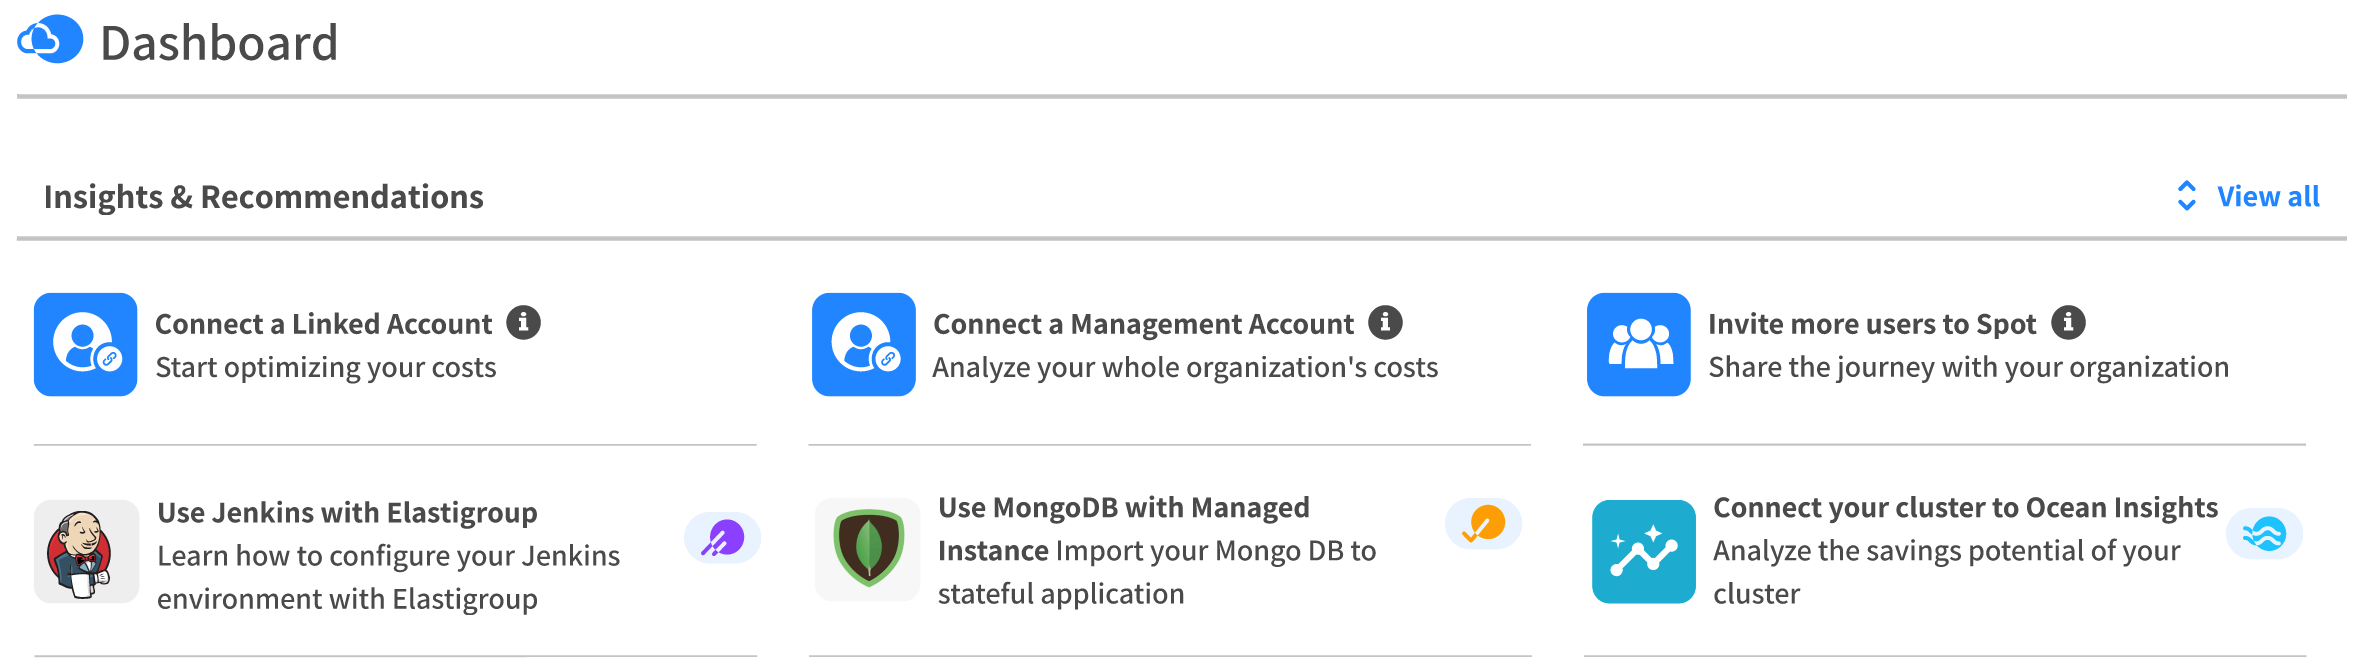 Dashboard
Insights & Recommendations
View all
Connect a Linked Account
Start optimizing your costs
Connect a Management Account
Analyze your whole organization's costs
Invite more users to Spot
Share the journey with your organization
Use Jenkins with Elastigroup
Learn how to configure your Jenkins
environment with Elastigroup
Use MongoDB with Managed
Instance Import your Mongo DB to
stateful application
Connect your cluster to Ocean Insights
Analyze the savings potential of your
cluster